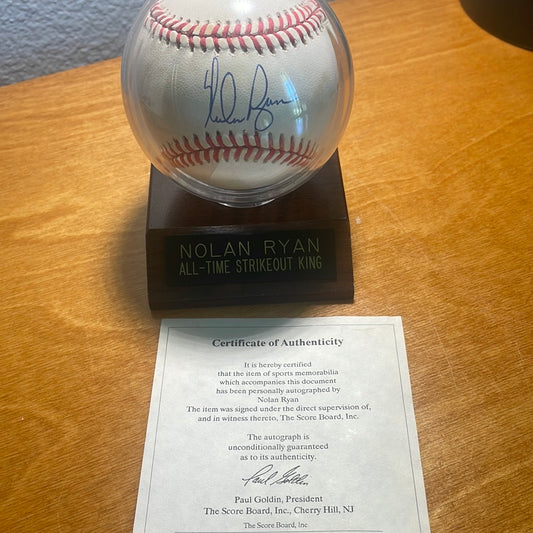 Nolan Ryan
NOLAN RYAN
ALL-TIME STRIKEOUT KING
Certificate of Authenticity
It is hereby certified
that the item of sports memorabilia
which accompanies this document
has been personally autographed by
Nolan Ryan
The item was signed under the direct supervision of,
and in witness thereto, The Score Board, Inc.
The autograph is
unconditionally guaranteed
as to its authenticity.
Paul Goldin
Paul Goldin, President
The Score Board, Inc., Cherry Hill, NJ
The Score Board, Inc